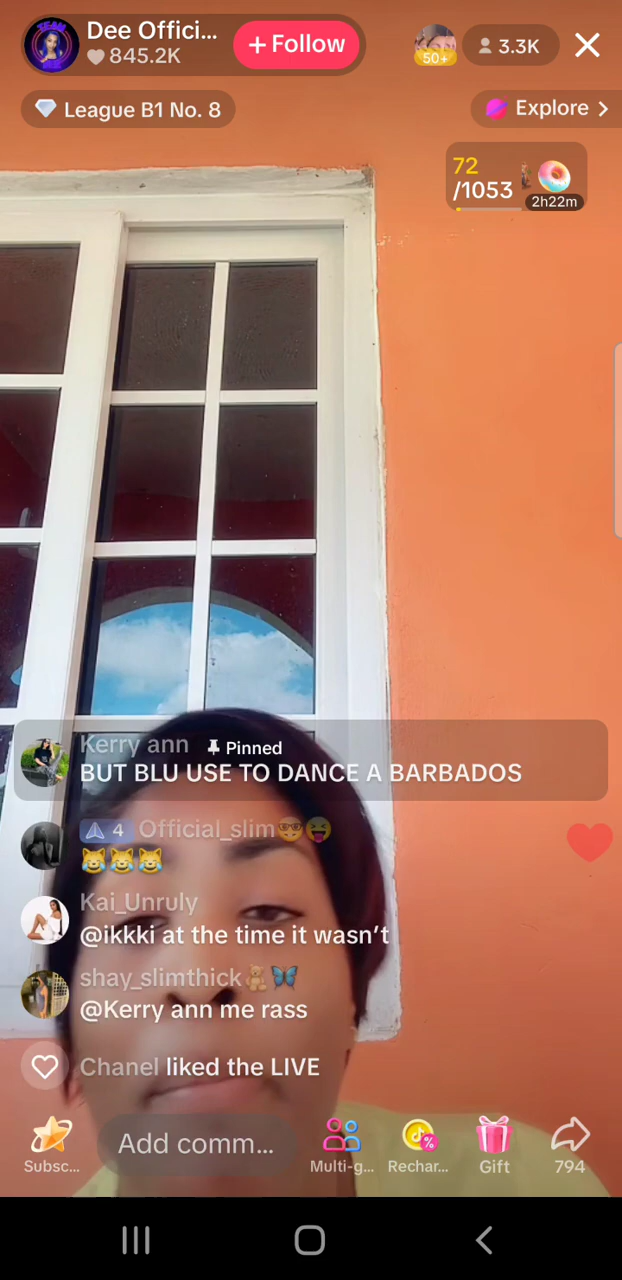 Dee Offici...
845.2K
+ Follow
50+
3.3K
League B1 No. 8
Explore
72
/1053
2h22m
Kerry ann Pinned
BUT BLU USE TO DANCE A BARBADOS
4 Official_slim🤓😝
😹😹😹
Kai_Unruly
@ikkki at the time it wasn't
shay_slimthick🧸🦋
@Kerry ann me rass
Chanel liked the LIVE
Add comm...
Subsc...
Multi-g...
Rechar...
Gift
794